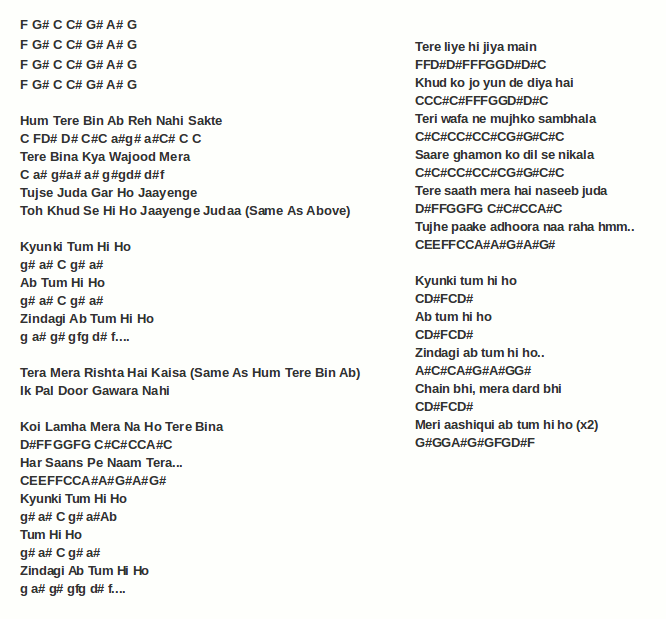 F G# C C# G# A# G
F G# C C# G# A# G
F G# C C# G# A# G
F G# C C# G# A# G
Hum Tere Bin Ab Reh Nahi Sakte
C FD# D# C#C a#g# a#C# C C
Tere Bina Kya Wajood Mera
C a# g#a# a# g#gd# d#f
Tujse Juda Gar Ho Jaayenge
Toh Khud Se Hi Ho Jaayenge Judaa (Same As Above)
Kyunki Tum Hi Ho
g# a# C g# a#
Ab Tum Hi Ho
g# a# C g# a#
Zindagi Ab Tum Hi Ho
g a# g# gfg d# f....
Tera Mera Rishta Hai Kaisa (Same As Hum Tere Bin Ab)
Ik Pal Door Gawara Nahi
Koi Lamha Mera Na Ho Tere Bina
D#FFGGFG C#C#CCA#C
Har Saans Pe Naam Tera...
CEEFFCCA#A#G#A#G#
Kyunki Tum Hi Ho
g# a# C g# a#Ab
Tum Hi Ho
g# a# C g# a#
Zindagi Ab Tum Hi Ho
g a# g# gfg d# f....
Tere liye hi jiya main
FFD#D#FFFGGD#D#C
Khud ko jo yun de diya hai
CCC#C#FFFGGD#D#C
Teri wafa ne mujhko sambhala
C#C#CC#CC#CG#G#C#C
Saare ghamon ko dil se nikala
C#C#CC#CC#CG#G#C#C
Tere saath mera hai naseeb juda
D#FFGGFG C#C#CCA#C
Tujhe paake adhoora naa raha hmm..
CEEFFCCA#A#G#A#G#
Kyunki tum hi ho
CD#FCD#
Ab tum hi ho
CD#FCD#
Zindagi ab tum hi ho..
A#C#CA#G#A#GG#
Chain bhi, mera dard bhi
CD#FCD#
Meri aashiqui ab tum hi ho (x2)
G#GGA#G#GFGD#F